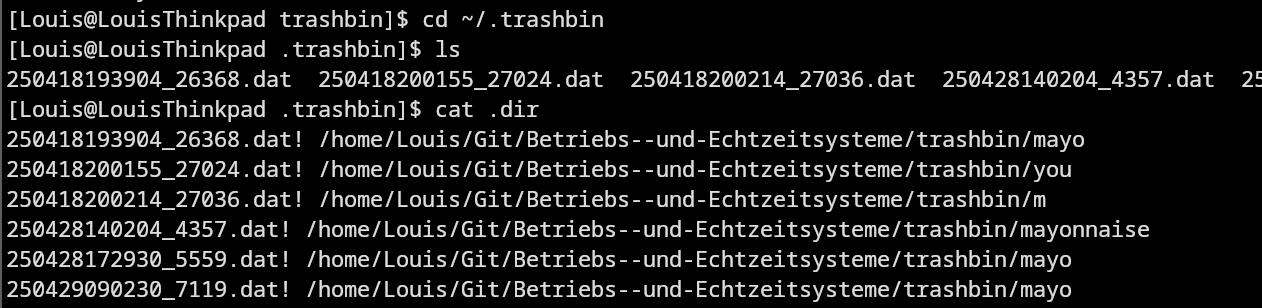 [Louis@LouisThinkpad trashbin]$ cd ~/.trashbin
[Louis@LouisThinkpad .trashbin]$ ls
250418193904_26368.dat  250418200155_27024.dat  250418200214_27036.dat  250428140204_4357.dat  25
[Louis@LouisThinkpad .trashbin]$ cat .dir
250418193904_26368.dat! /home/Louis/Git/Betriebs--und-Echtzeitsysteme/trashbin/mayo
250418200155_27024.dat! /home/Louis/Git/Betriebs--und-Echtzeitsysteme/trashbin/you
250418200214_27036.dat! /home/Louis/Git/Betriebs--und-Echtzeitsysteme/trashbin/m
250428140204_4357.dat! /home/Louis/Git/Betriebs--und-Echtzeitsysteme/trashbin/mayonnaise
250428172930_5559.dat! /home/Louis/Git/Betriebs--und-Echtzeitsysteme/trashbin/mayo
250429090230_7119.dat! /home/Louis/Git/Betriebs--und-Echtzeitsysteme/trashbin/mayo